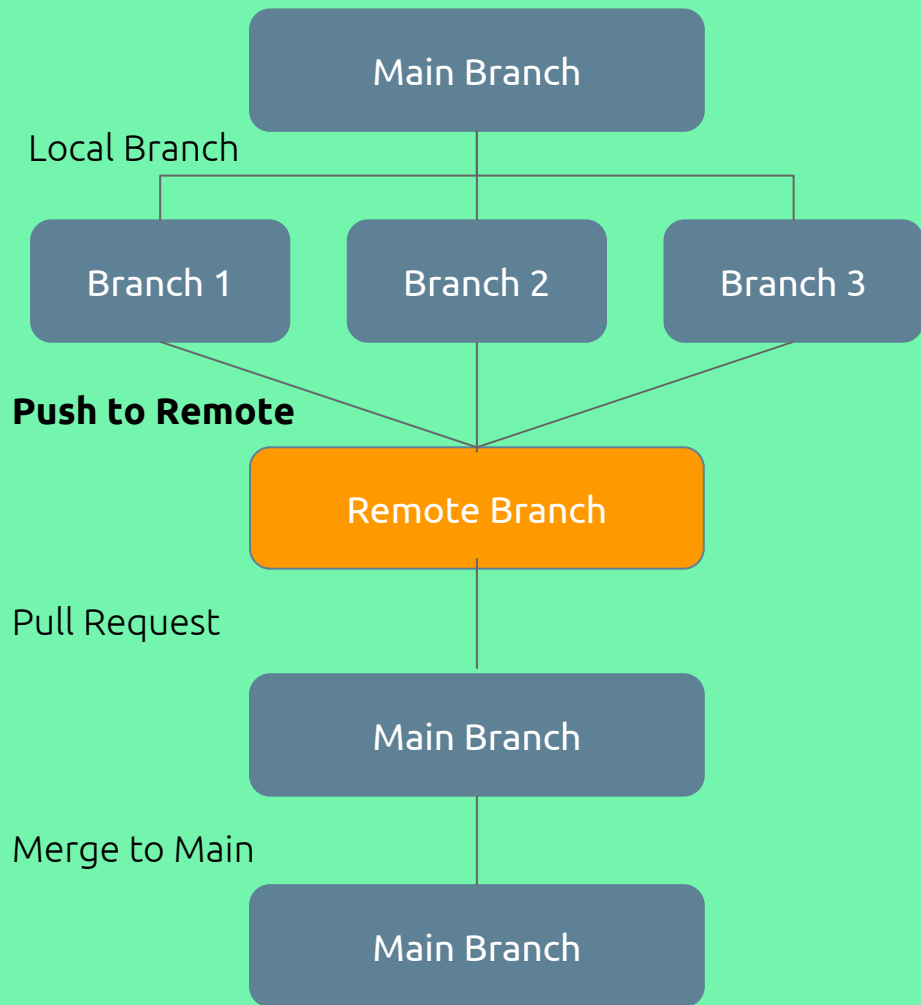 Main Branch
Local Branch
Branch 1
Branch 2
Branch 3
Push to Remote
Remote Branch
Pull Request
Main Branch
Merge to Main
Main Branch